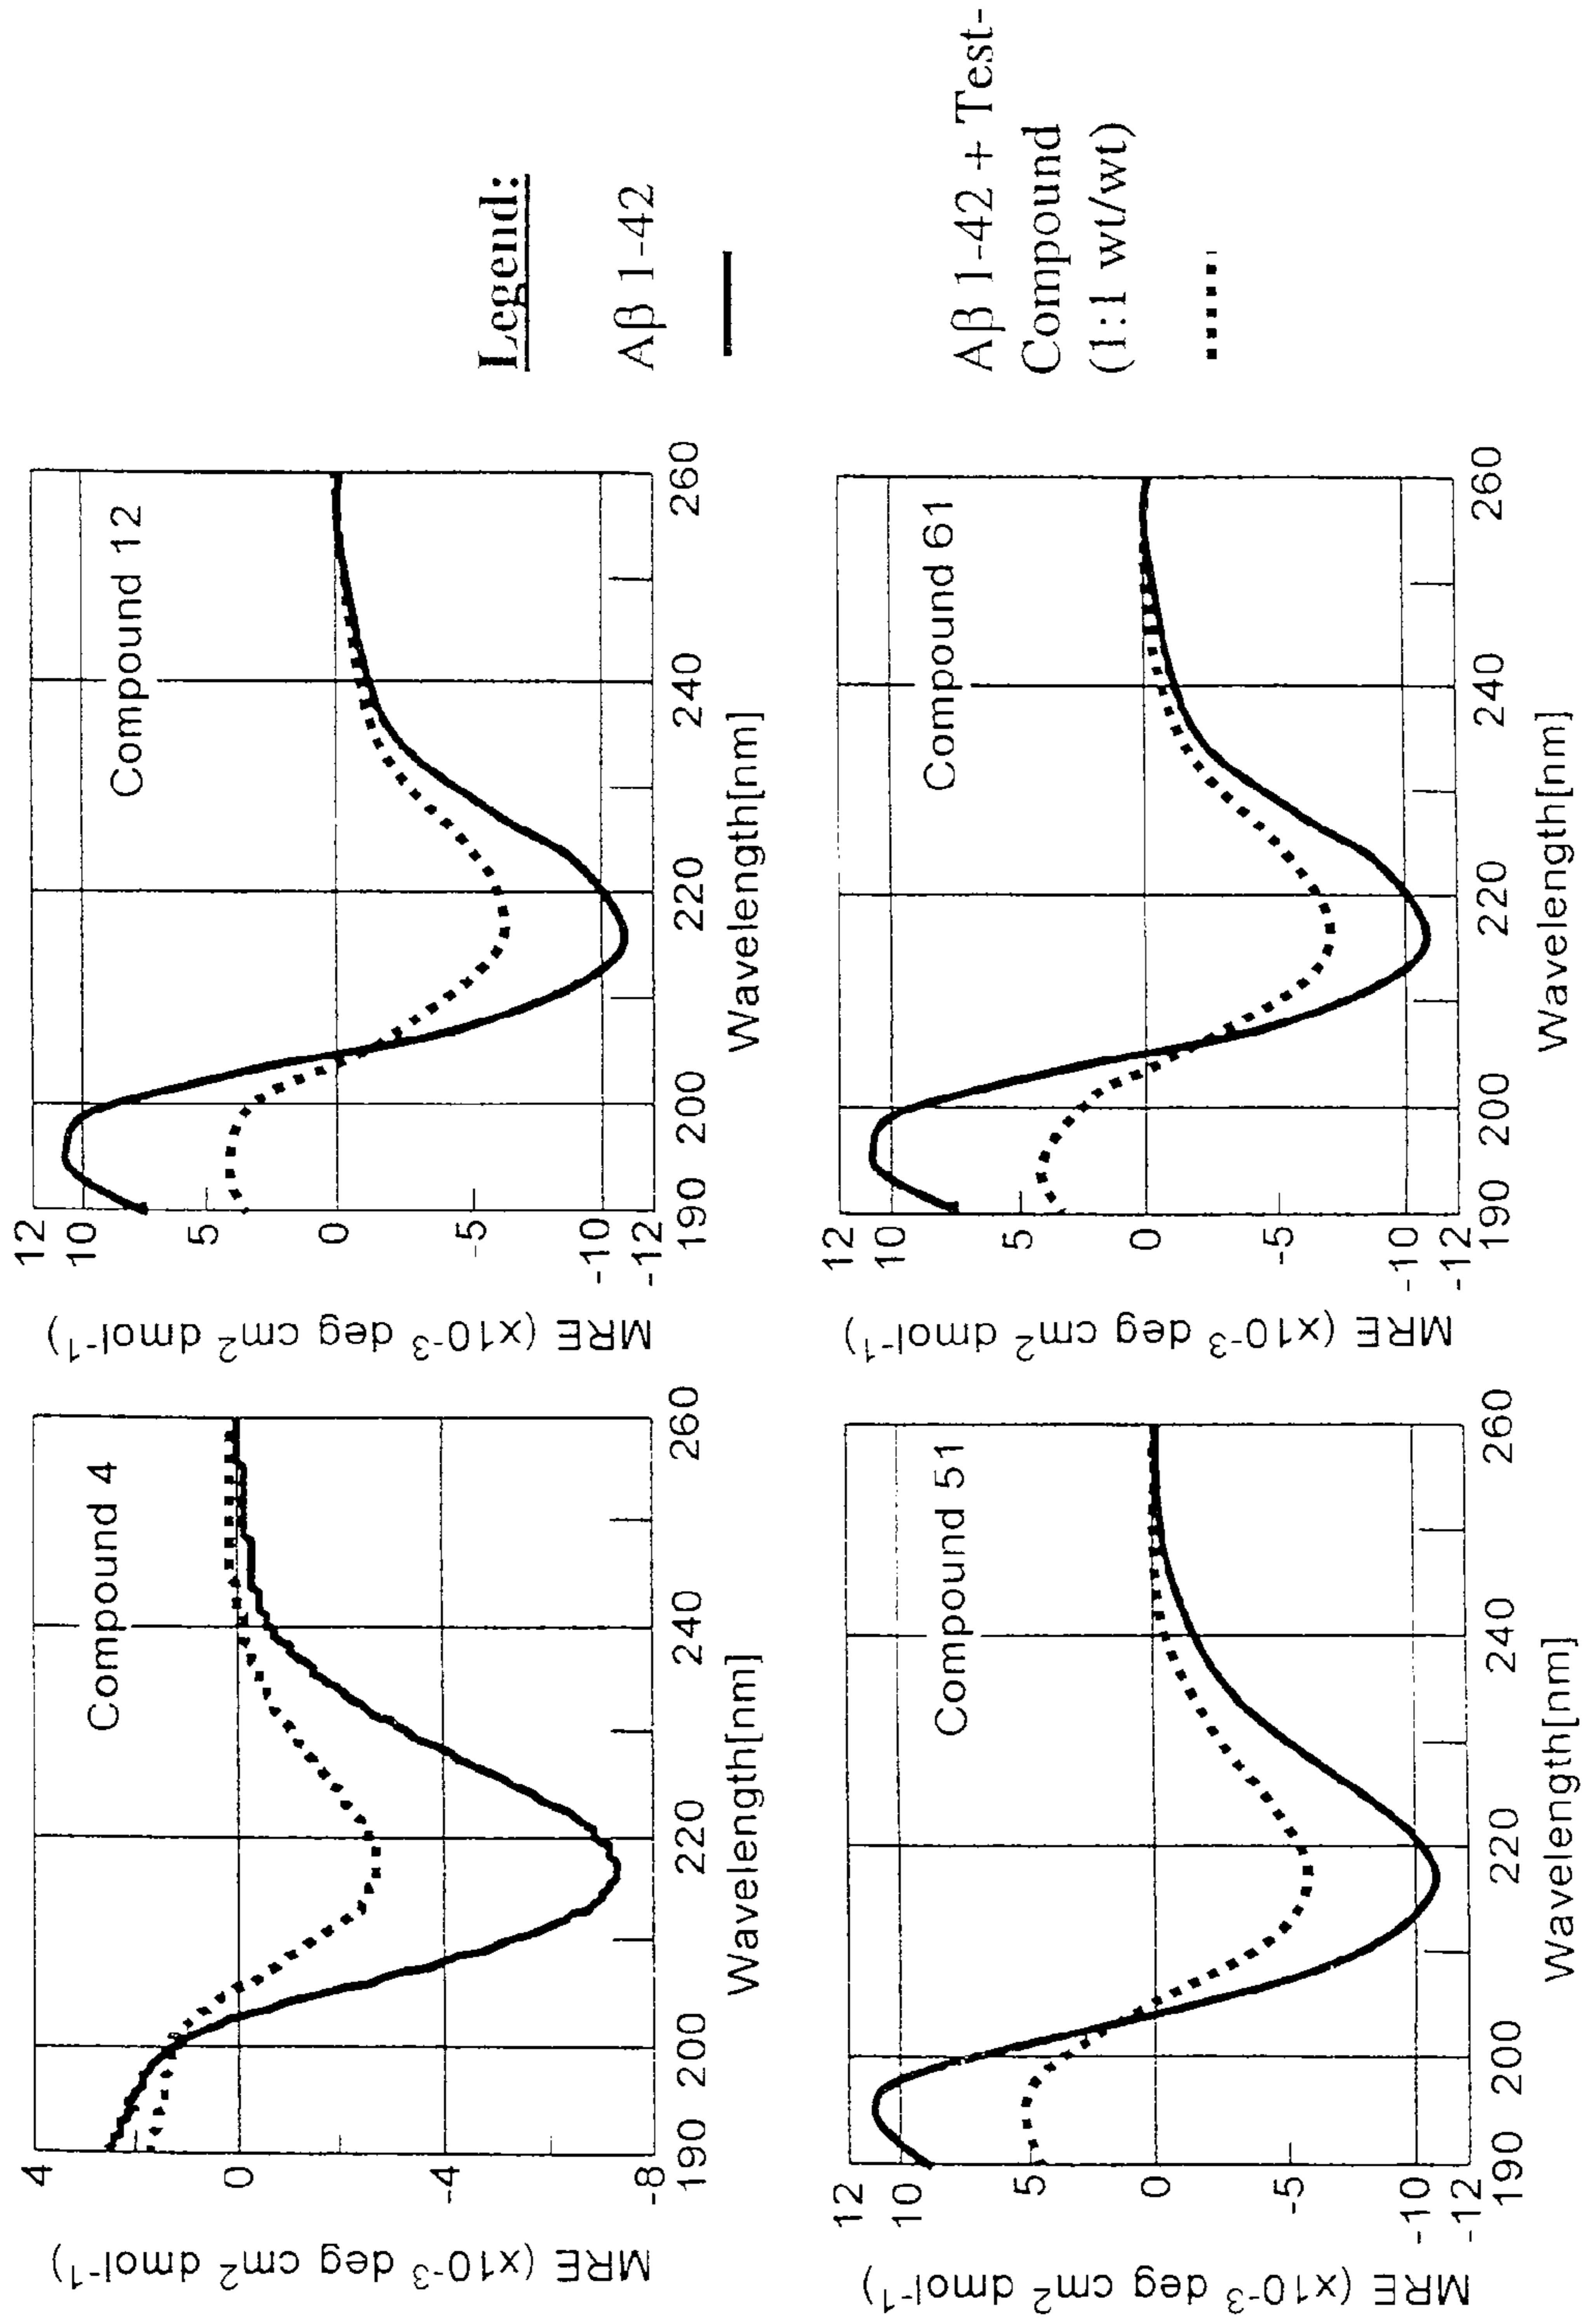 Compound 4
MRE (x10⁻³ deg cm² dmol⁻¹)
4
0
-4
-8
190 200 220 240 260
Wavelength[nm]
Compound 12
MRE (x10⁻³ deg cm² dmol⁻¹)
12
10
5
0
-5
-10
-12
190 200 220 240 260
Wavelength[nm]
Compound 51
MRE (x10⁻³ deg cm² dmol⁻¹)
12
10
5
0
-5
-10
-12
190 200 220 240 260
Wavelength[nm]
Compound 61
MRE (x10⁻³ deg cm² dmol⁻¹)
12
10
5
0
-5
-10
-12
190 200 220 240 260
Wavelength[nm]
Legend:
Aβ 1-42
Aβ 1-42 + Test-
Compound
(1:1 wt/wt)